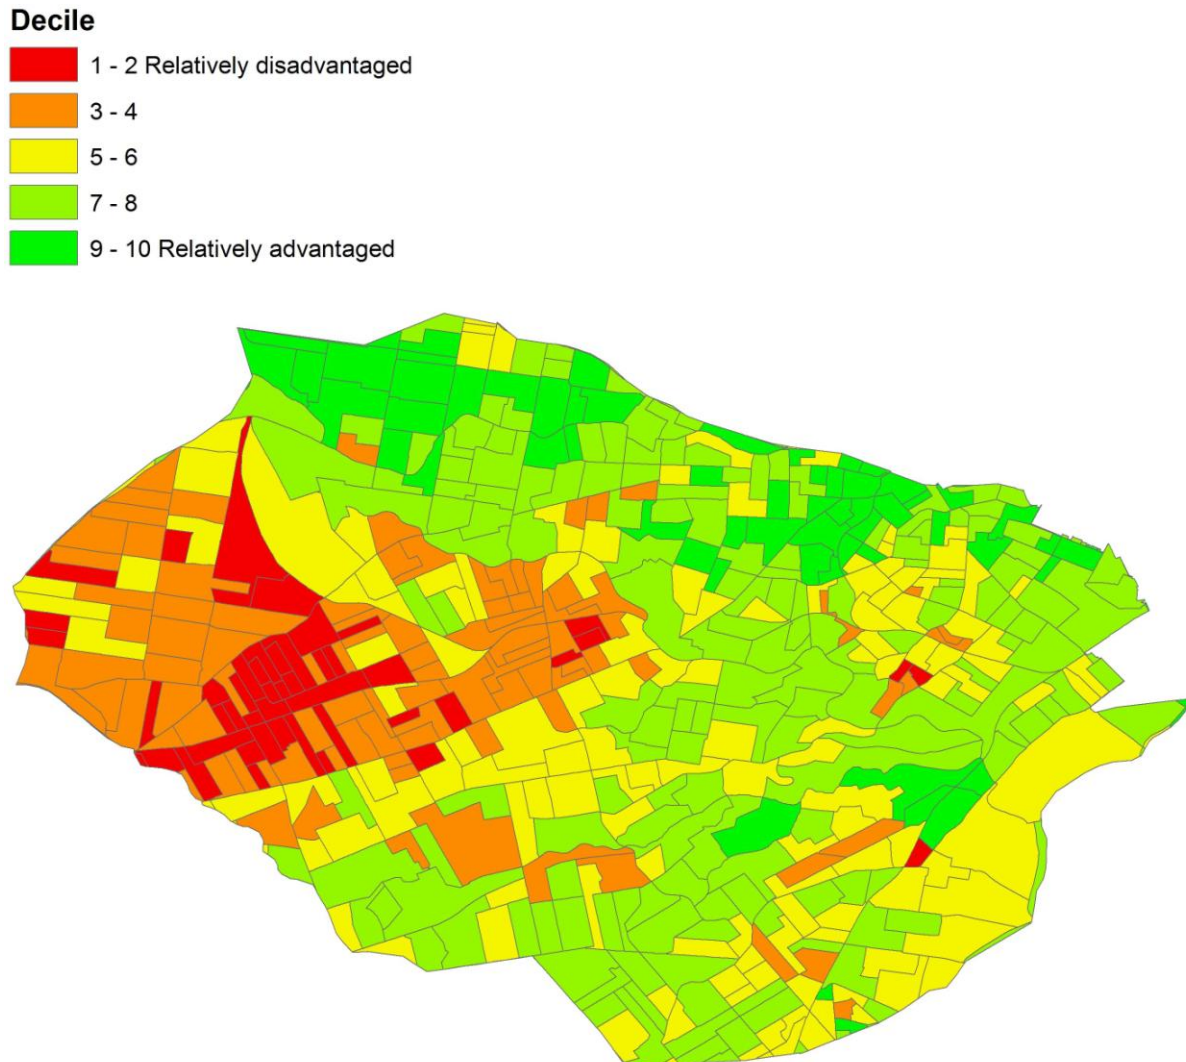 Decile
1 - 2 Relatively disadvantaged
3 - 4
5 - 6
7 - 8
9 - 10 Relatively advantaged